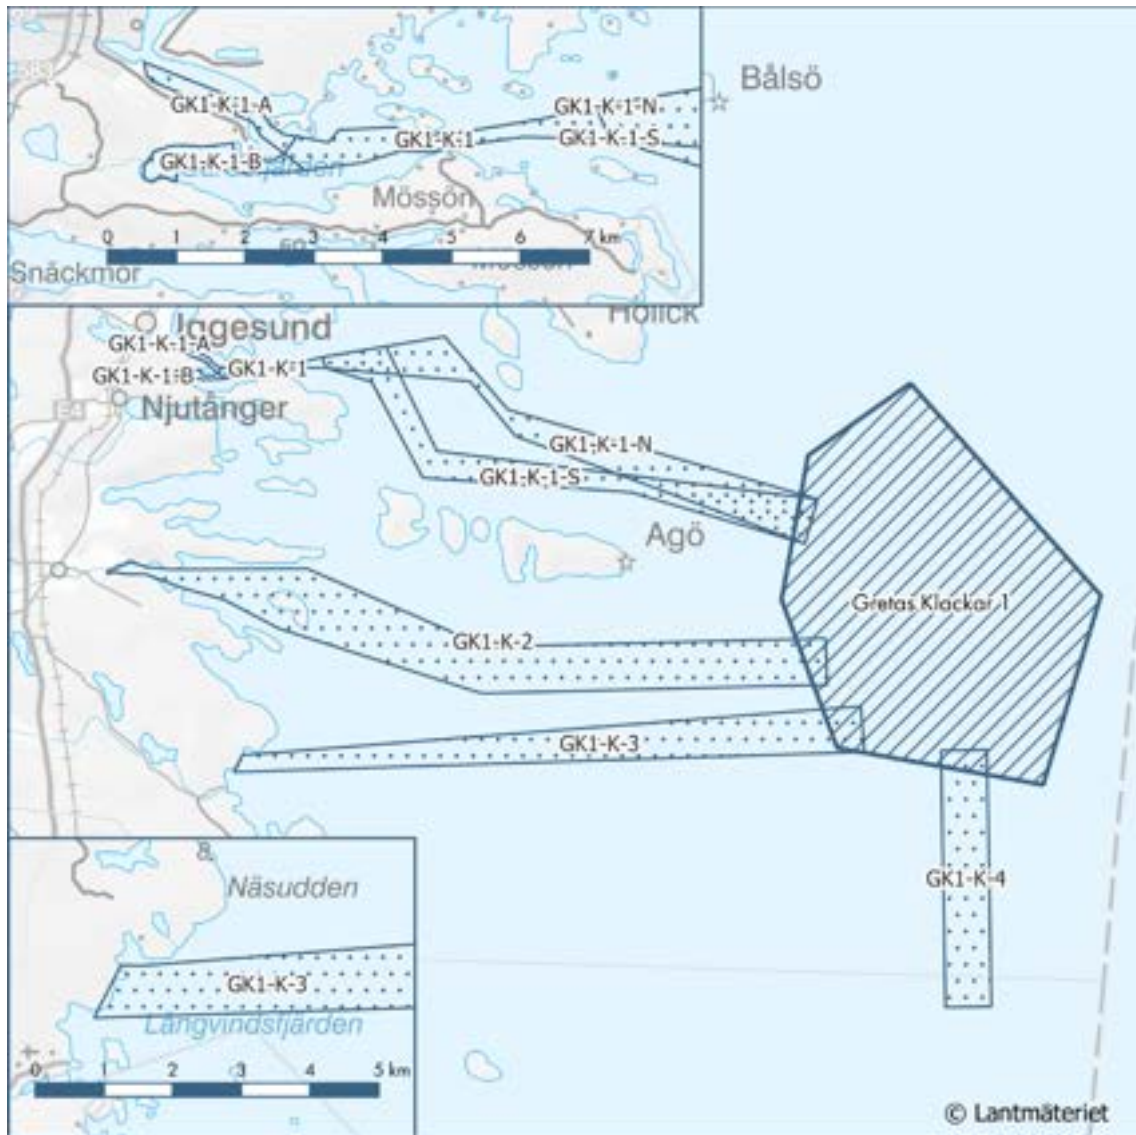 Bålsö
GK1-K-1-A
GK1-K-1-N
GK1-K-1
GK1-K-1-S
GK1-K-1-B
Mössön
0 1 2 3 4 5 6 7 km
Snäckmor
Hölick
Iggesund
GK1-K-1-A
GK1-K-1
GK1-K-1-B
E4
Njutånger
GK1-K-1-N
GK1-K-1-S
Agö
Gretas Klackar 1
GK1-K-2
GK1-K-3
GK1-K-4
Näsudden
GK1-K-3
Långvindsfjärden
0 1 2 3 4 5 km
© Lantmäteriet